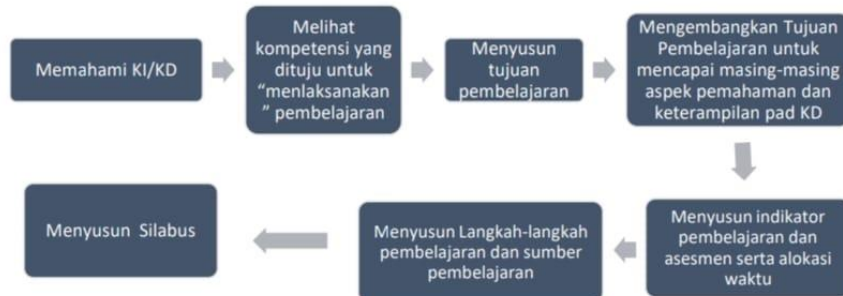 Memahami KI/KD
Melihat
kompetensi yang
dituju untuk
“menlaksanakan
” pembelajaran
Menyusun
tujuan
pembelajaran
Mengembangkan Tujuan
Pembelajaran untuk
mencapai masing-masing
aspek pemahaman dan
keterampilan pad KD
Menyusun indikator
pembelajaran dan
asesmen serta alokasi
waktu
Menyusun Langkah-langkah
pembelajaran dan sumber
pembelajaran
Menyusun Silabus